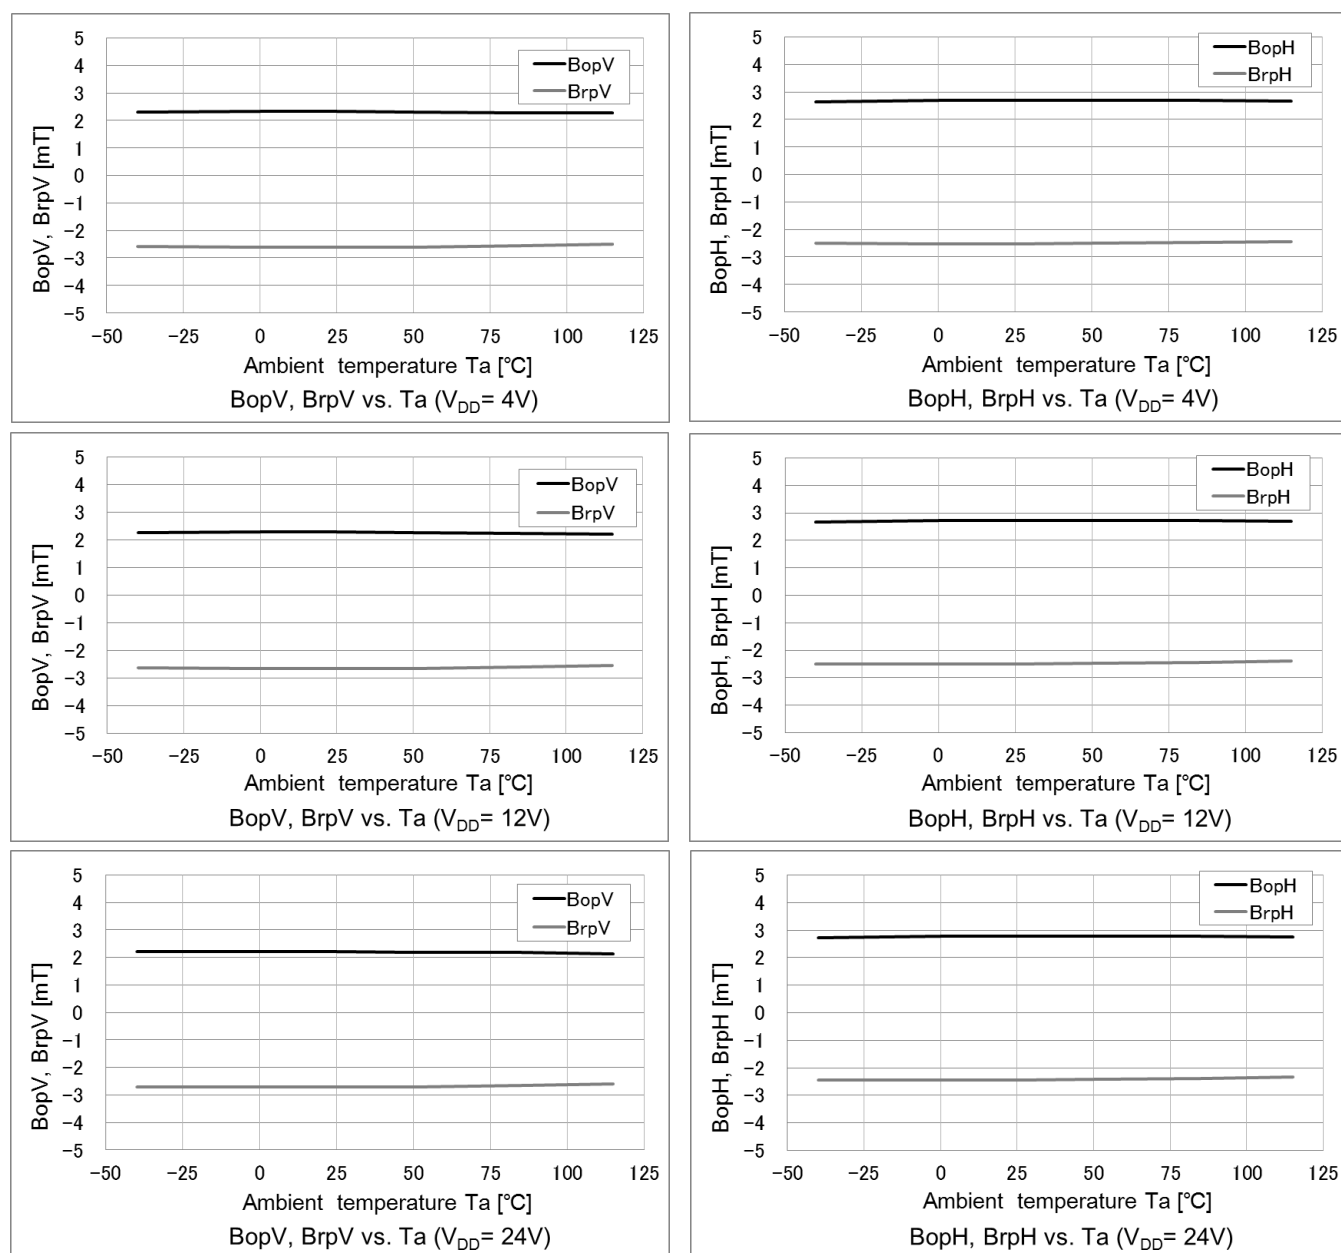 5
4
3
2
1
0
−1
−2
−3
−4
−5
BopV, BrpV [mT]
BopV
BrpV
−50 −25 0 25 50 75 100 125
Ambient temperature Ta [℃]
BopV, BrpV vs. Ta (VDD= 4V)
5
4
3
2
1
0
−1
−2
−3
−4
−5
BopH, BrpH [mT]
BopH
BrpH
−50 −25 0 25 50 75 100 125
Ambient temperature Ta [℃]
BopH, BrpH vs. Ta (VDD= 4V)
5
4
3
2
1
0
−1
−2
−3
−4
−5
BopV, BrpV [mT]
BopV
BrpV
−50 −25 0 25 50 75 100 125
Ambient temperature Ta [℃]
BopV, BrpV vs. Ta (VDD= 12V)
5
4
3
2
1
0
−1
−2
−3
−4
−5
BopH, BrpH [mT]
BopH
BrpH
−50 −25 0 25 50 75 100 125
Ambient temperature Ta [℃]
BopH, BrpH vs. Ta (VDD= 12V)
5
4
3
2
1
0
−1
−2
−3
−4
−5
BopV, BrpV [mT]
BopV
BrpV
−50 −25 0 25 50 75 100 125
Ambient temperature Ta [℃]
BopV, BrpV vs. Ta (VDD= 24V)
5
4
3
2
1
0
−1
−2
−3
−4
−5
BopH, BrpH [mT]
BopH
BrpH
−50 −25 0 25 50 75 100 125
Ambient temperature Ta [℃]
BopH, BrpH vs. Ta (VDD= 24V)